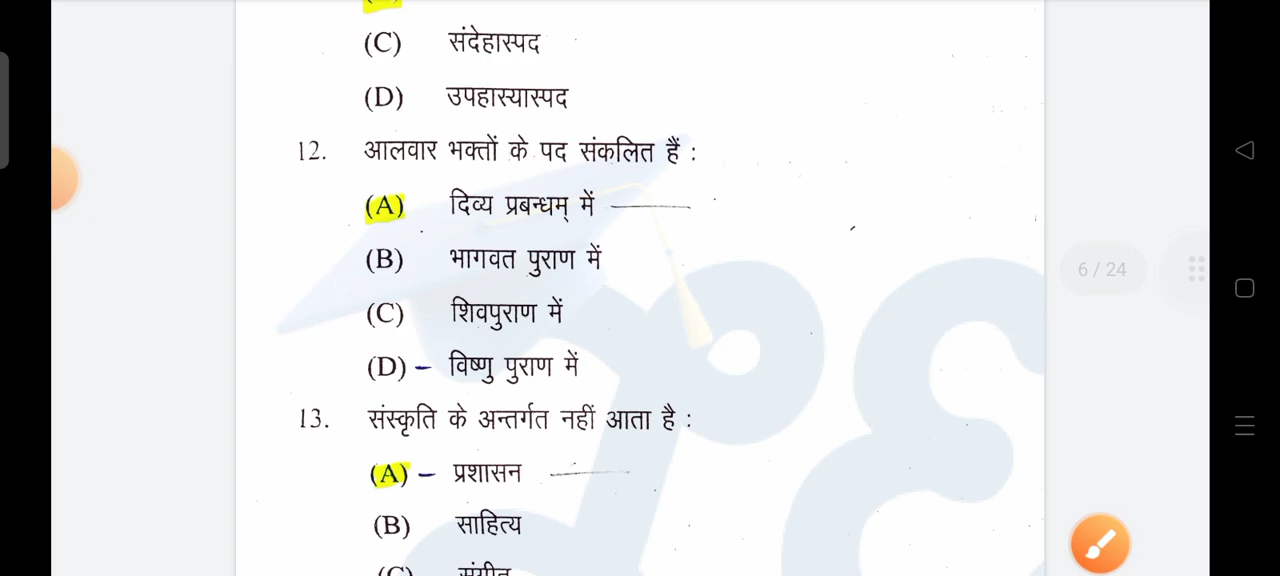 (C) संदेहास्पद
(D) उपहास्यास्पद
12. आलवार भक्तों के पद संकलित हैं :
(A) दिव्य प्रबन्धम् में
(B) भागवत पुराण में
(C) शिवपुराण में
(D) – विष्णु पुराण में
6 / 24
13. संस्कृति के अन्तर्गत नहीं आता है :
(A) – प्रशासन
(B) साहित्य
(C) संगीत